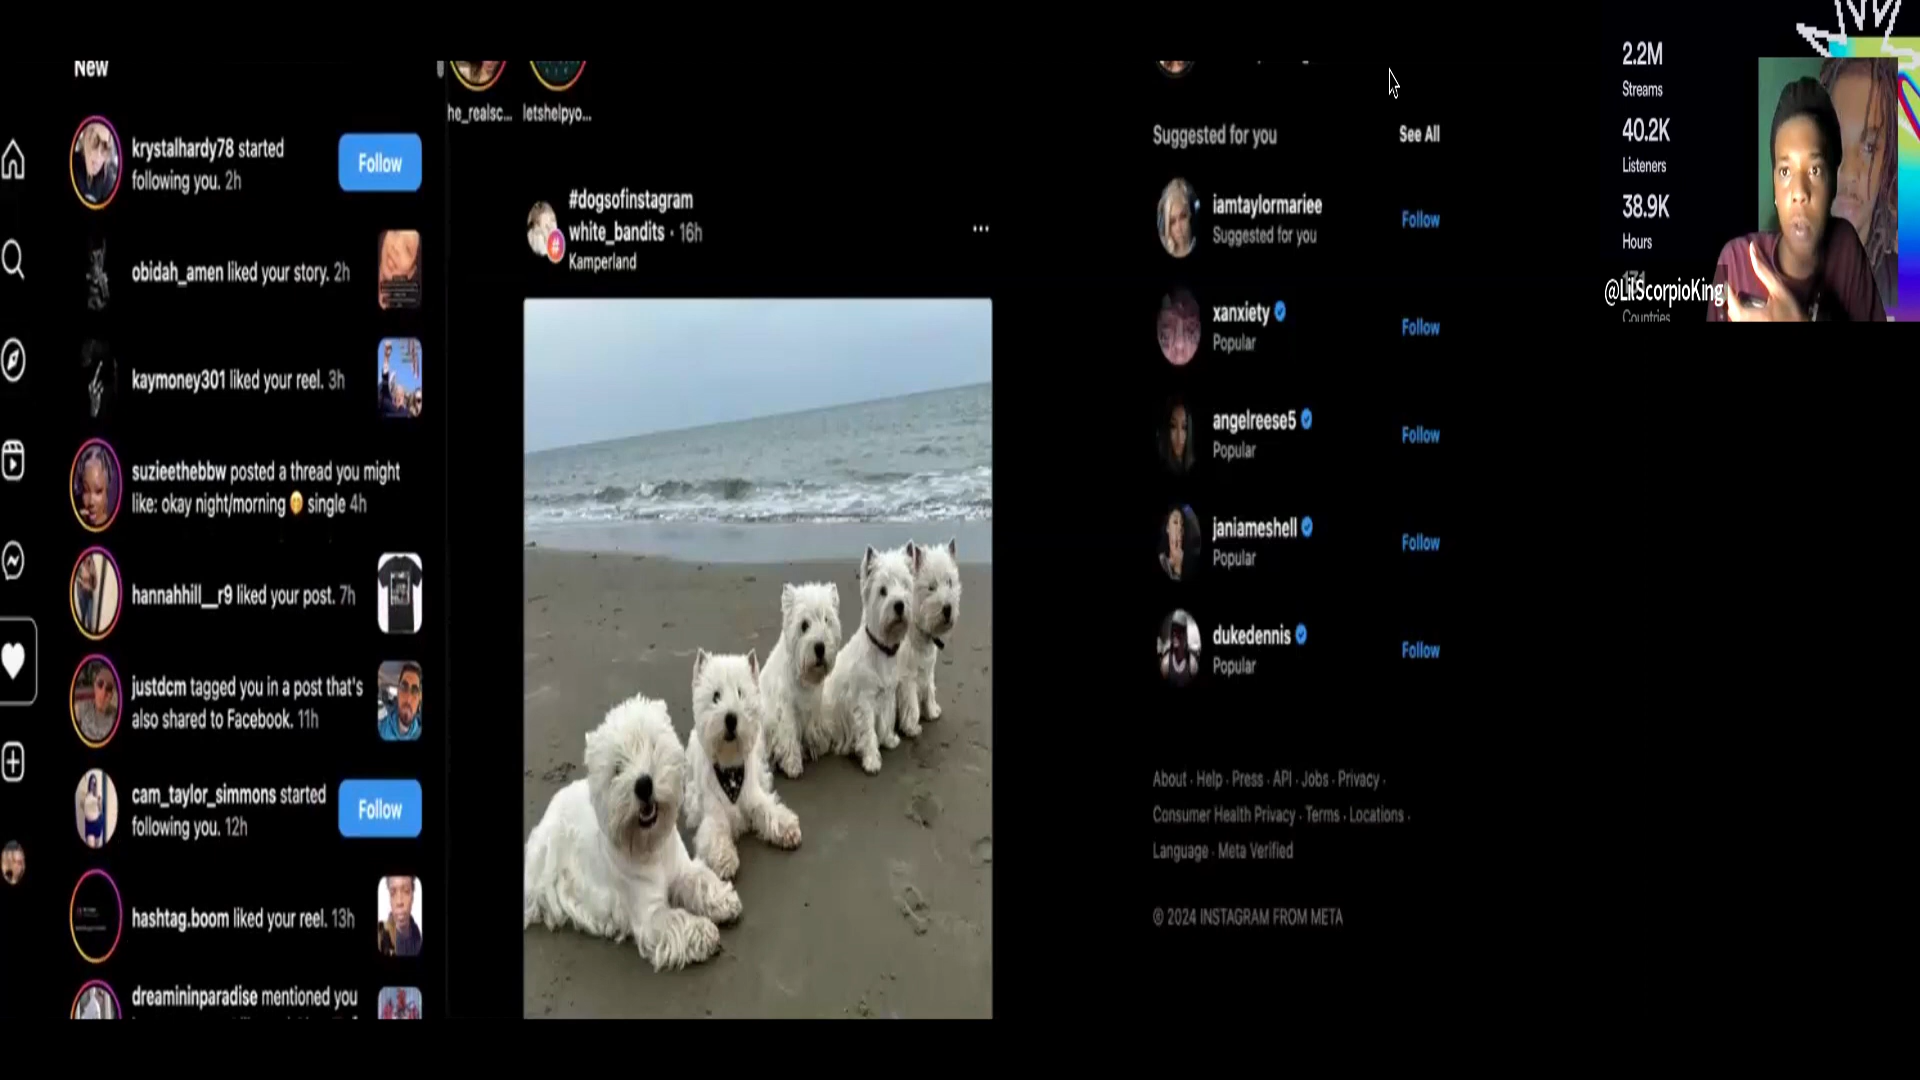 New
krystalhardy78 started
following you. 2h
Follow
obidah_amen liked your story. 2h
kaymoney301 liked your reel. 3h
suzieethebbw posted a thread you might
like: okay night/morning 🤭 single 4h
hannahhill__r9 liked your post. 7h
justdcm tagged you in a post that's
also shared to Facebook. 11h
cam_taylor_simmons started
following you. 12h
Follow
hashtag.boom liked your reel. 13h
dreamininparadise mentioned you
he_realsc... letshelpyo...
#dogsofinstagram
white_bandits · 16h
Kamperland
Suggested for you See All
iamtaylormariee
Suggested for you
Follow
xanxiety
Popular
Follow
angelreese5
Popular
Follow
janiameshell
Popular
Follow
dukedennis
Popular
Follow
About · Help · Press · API · Jobs · Privacy ·
Consumer Health Privacy · Terms · Locations ·
Language · Meta Verified
© 2024 INSTAGRAM FROM META
2.2M
Streams
40.2K
Listeners
38.9K
Hours
@LilScorpioKing
Countries